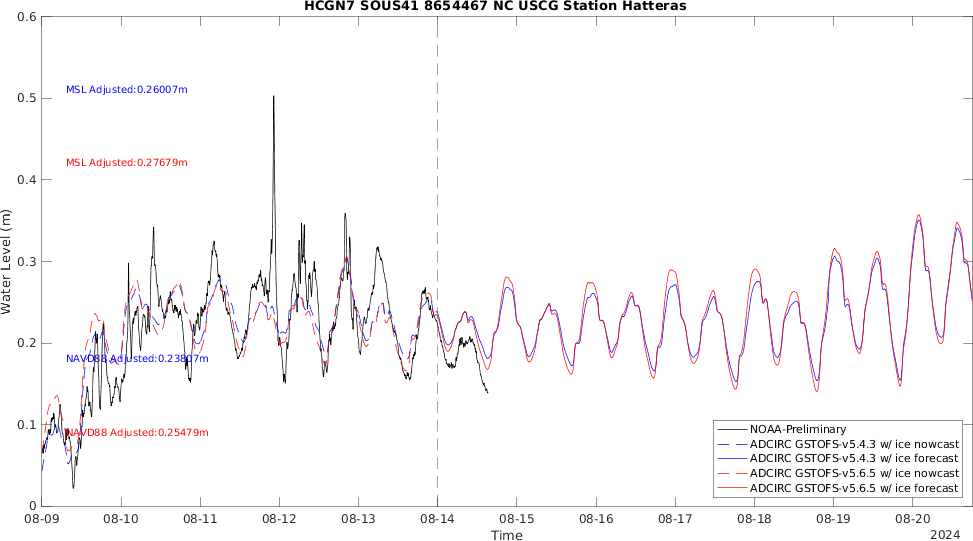 HCGN7 SOUS41 8654467 NC USCG Station Hatteras
0.6
0.5
0.4
0.3
0.2
0.1
0
Water Level (m)
MSL Adjusted:0.26007m
MSL Adjusted:0.27679m
NAVD88 Adjusted:0.23807m
NAVD88 Adjusted:0.25479m
NOAA-Preliminary
ADCIRC GSTOFS-v5.4.3 w/ ice nowcast
ADCIRC GSTOFS-v5.4.3 w/ ice forecast
ADCIRC GSTOFS-v5.6.5 w/ ice nowcast
ADCIRC GSTOFS-v5.6.5 w/ ice forecast
08-09 08-10 08-11 08-12 08-13 08-14 08-15 08-16 08-17 08-18 08-19 08-20
Time
2024